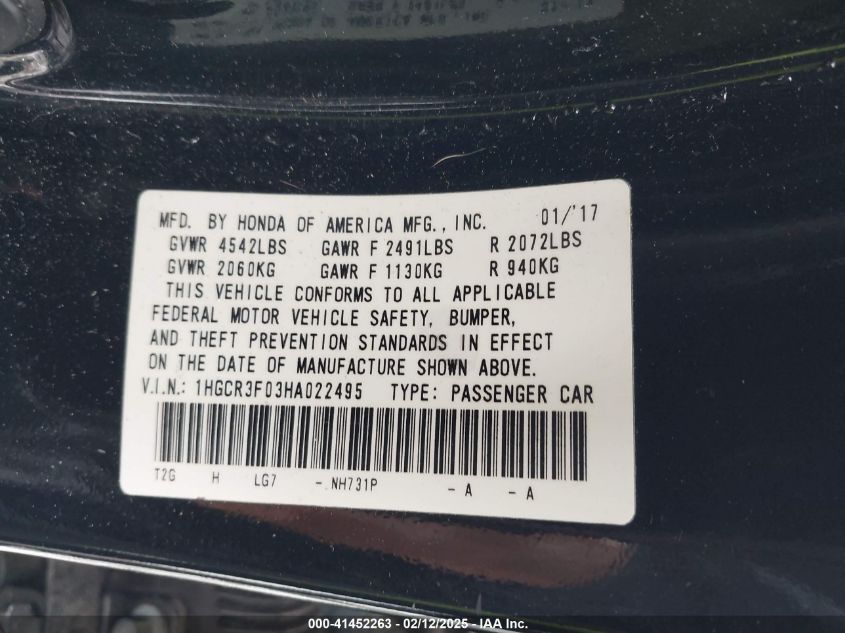 MFD. BY HONDA OF AMERICA MFG., INC. 01/'17
GVWR 4542LBS GAWR F 2491LBS R 2072LBS
GVWR 2060KG GAWR F 1130KG R 940KG
THIS VEHICLE CONFORMS TO ALL APPLICABLE
FEDERAL MOTOR VEHICLE SAFETY, BUMPER,
AND THEFT PREVENTION STANDARDS IN EFFECT
ON THE DATE OF MANUFACTURE SHOWN ABOVE.
V.I.N.: 1HGCR3F03HA022495 TYPE: PASSENGER CAR
T2G H LG7 - NH731P - A - A
000-41452263 - 02/12/2025 - IAA Inc.